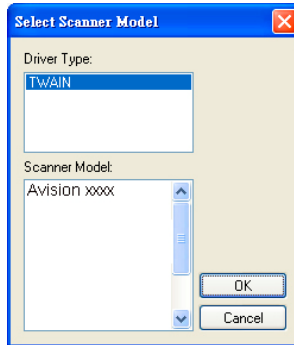 Select Scanner Model
Driver Type:
TWAIN
Scanner Model:
Avision xxxx
OK
Cancel